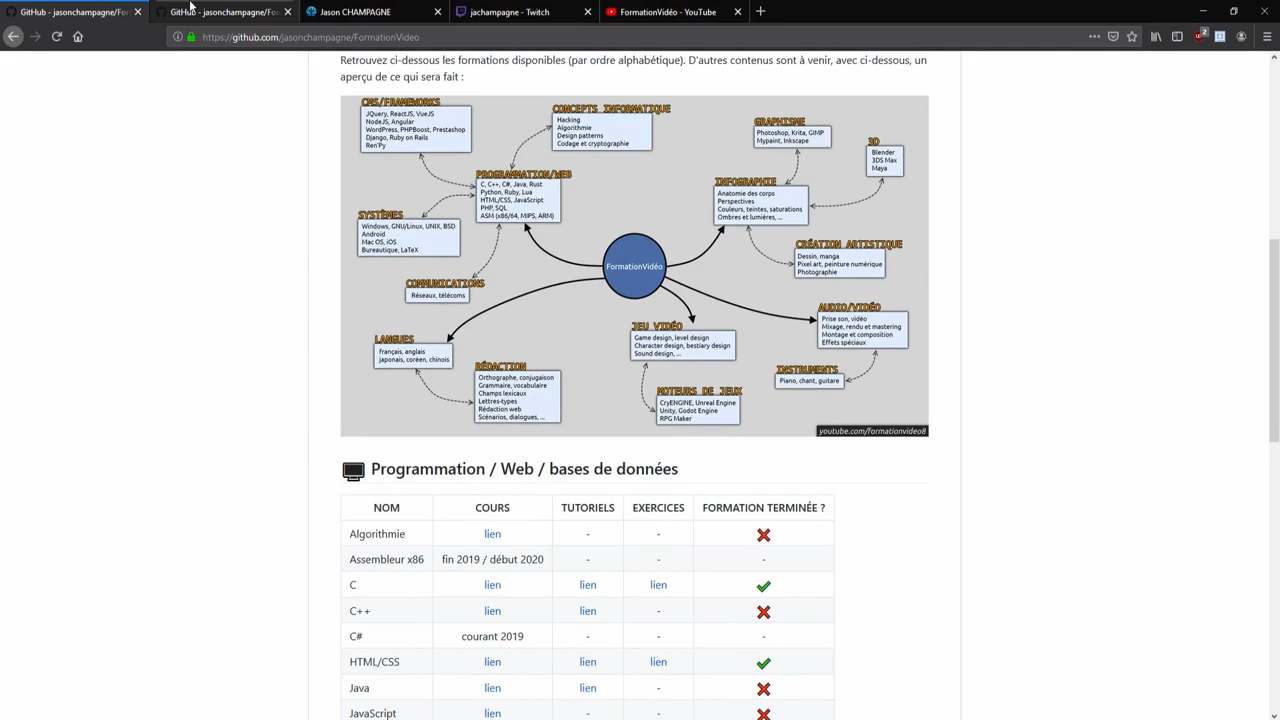 GitHub - jasonchampagne/For
GitHub - jasonchampagne/For
Jason CHAMPAGNE
jachampagne - Twitch
FormationVidéo - YouTube
https://github.com/jasonchampagne/FormationVideo
2
Retrouvez ci-dessous les formations disponibles (par ordre alphabétique). D'autres contenus sont à venir, avec ci-dessous, un
aperçu de ce qui sera fait :
CMS/FRAMEWORKS
JQuery, ReactJS, VueJS
NodeJS, Angular
WordPress, PHPBoost, Prestashop
Django, Ruby on Rails
Ren'Py
CONCEPTS INFORMATIQUE
Hacking
Algorithmie
Design patterns
Codage et cryptographie
GRAPHISME
Photoshop, Krita, GIMP
Mypaint, Inkscape
3D
Blender
3DS Max
Maya
PROGRAMMATION/WEB
C, C++, C#, Java, Rust
Python, Ruby, Lua
HTML/CSS, JavaScript
PHP, SQL
ASM (x86/64, MIPS, ARM)
INFOGRAPHIE
Anatomie des corps
Perspectives
Couleurs, teintes, saturations
Ombres et lumières, ...
SYSTÈMES
Windows, GNU/Linux, UNIX, BSD
Android
Mac OS, iOS
Bureautique, LaTeX
FormationVidéo
CRÉATION ARTISTIQUE
Dessin, manga
Pixel art, peinture numérique
Photographie
COMMUNICATIONS
Réseaux, télécoms
AUDIO/VIDÉO
Prise son, vidéo
Mixage, rendu et mastering
Montage et composition
Effets spéciaux
LANGUES
français, anglais
japonais, coréen, chinois
JEU VIDÉO
Game design, level design
Character design, bestiary design
Sound design, ...
RÉDACTION
Orthographe, conjugaison
Grammaire, vocabulaire
Champs lexicaux
Lettres-types
Rédaction web
Scénarios, dialogues, ...
INSTRUMENTS
Piano, chant, guitare
MOTEURS DE JEUX
CryENGINE, Unreal Engine
Unity, Godot Engine
RPG Maker
youtube.com/formationvideo8
Programmation / Web / bases de données
NOM COURS TUTORIELS EXERCICES FORMATION TERMINÉE ?
Algorithmie lien - -
Assembleur x86 fin 2019 / début 2020 - - -
C lien lien lien
C++ lien lien -
C# courant 2019 - - -
HTML/CSS lien lien lien
Java lien lien -
JavaScript lien - -